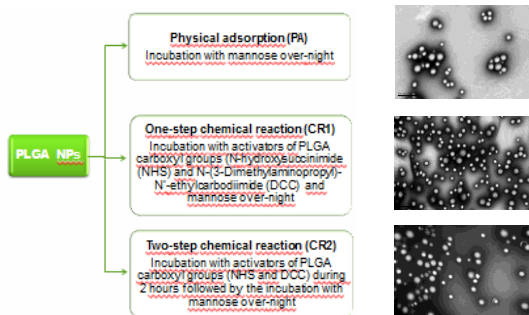 PLGA NPs
Physical adsorption (PA)
Incubation with mannose over-night
One-step chemical reaction (CR1)
Incubation with activators of PLGA
carboxyl groups (N-hydroxysuccinimide
(NHS) and N-(3-Dimethylaminopropyl)-
N'-ethylcarbodiimide (DCC) and
mannose over-night
Two-step chemical reaction (CR2)
Incubation with activators of PLGA
carboxyl groups (NHS and DCC) during
2 hours followed by the incubation with
mannose over-night